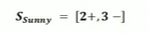 S_Sunny = [2+,3 −]